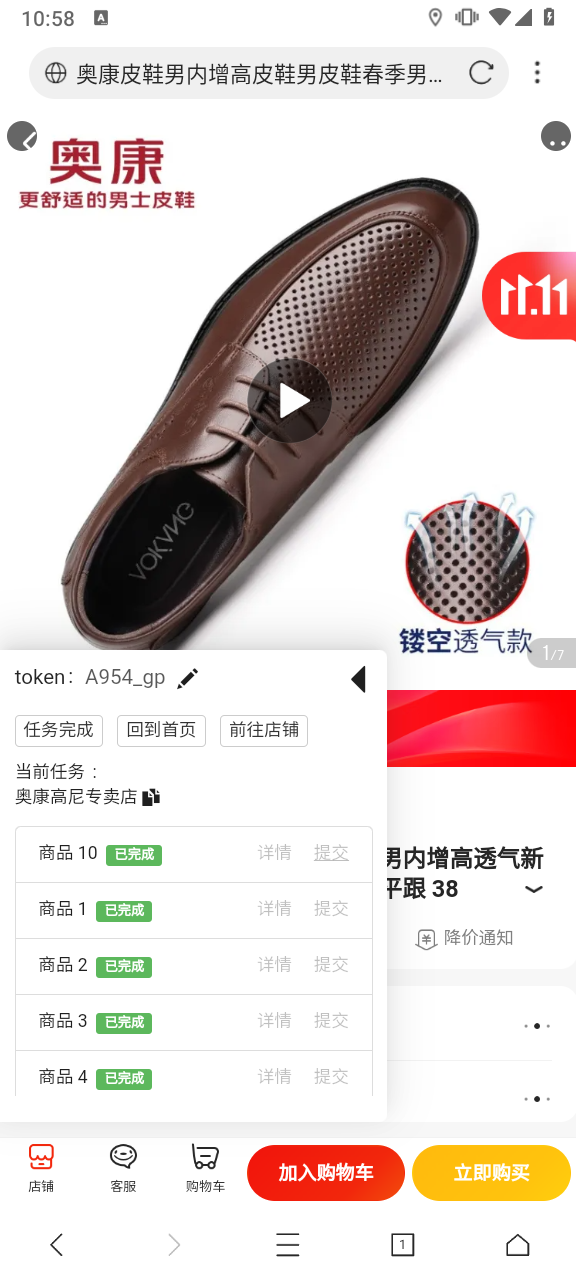 10:58
A
奥康皮鞋男内增高皮鞋男皮鞋春季男...
奥康
更舒适的男士皮鞋
11.11
VOKVNG
镂空透气款
1/7
token: A954_gp
任务完成 回到首页 前往店铺
当前任务 :
奥康高尼专卖店
商品 10 已完成 详情 提交
男内增高透气新
平跟 38
商品 1 已完成 详情 提交
降价通知
商品 2 已完成 详情 提交
商品 3 已完成 详情 提交
商品 4 已完成 详情 提交
店铺 客服 购物车 加入购物车 立即购买
1